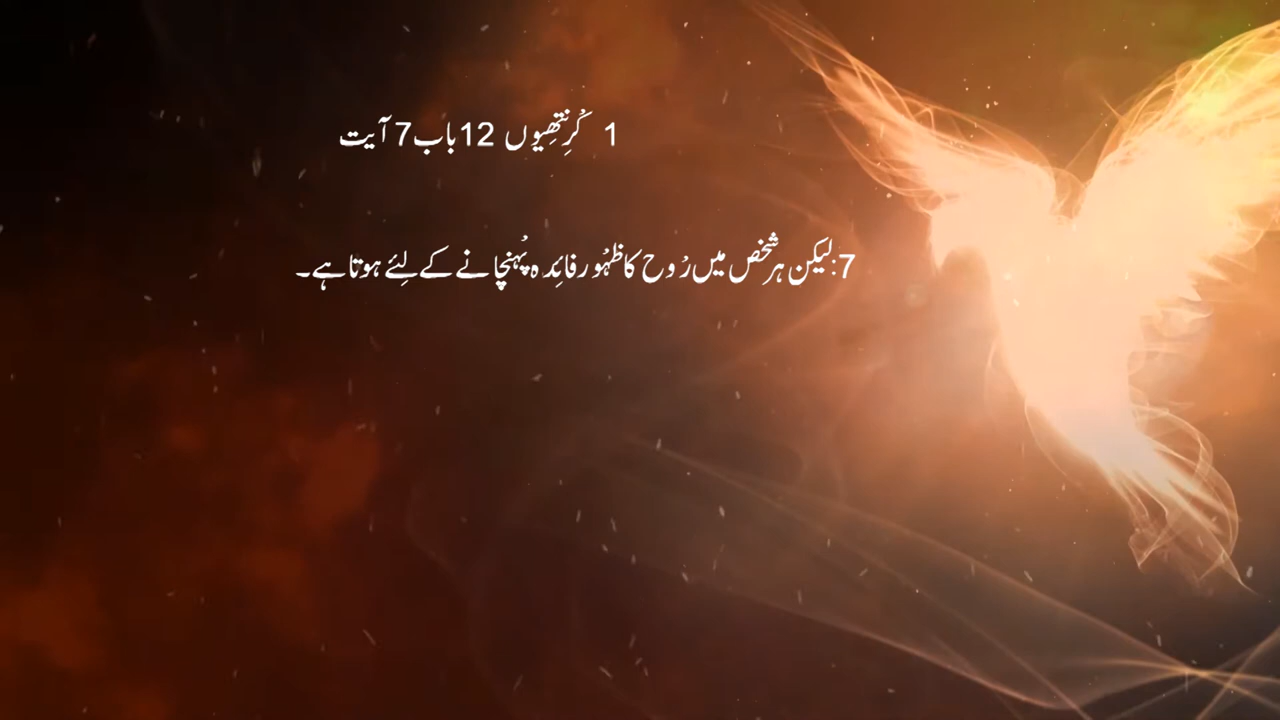 1 کُرِنتھِیوں 12 باب 7 آیت
7:لیکن ہر شخص میں رُوح کا ظہُور فائِدہ پُہنچانے کے لِئے ہوتا ہے۔